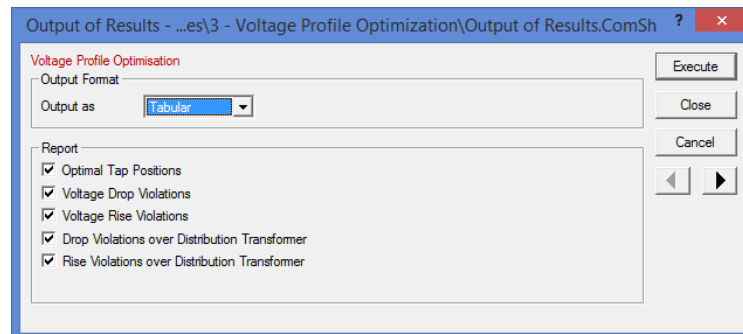 Output of Results - ...es\3 - Voltage Profile Optimization\Output of Results.ComSh ?
Voltage Profile Optimisation
Output Format
Output as Tabular
Execute
Close
Cancel
Report
Optimal Tap Positions
Voltage Drop Violations
Voltage Rise Violations
Drop Violations over Distribution Transformer
Rise Violations over Distribution Transformer